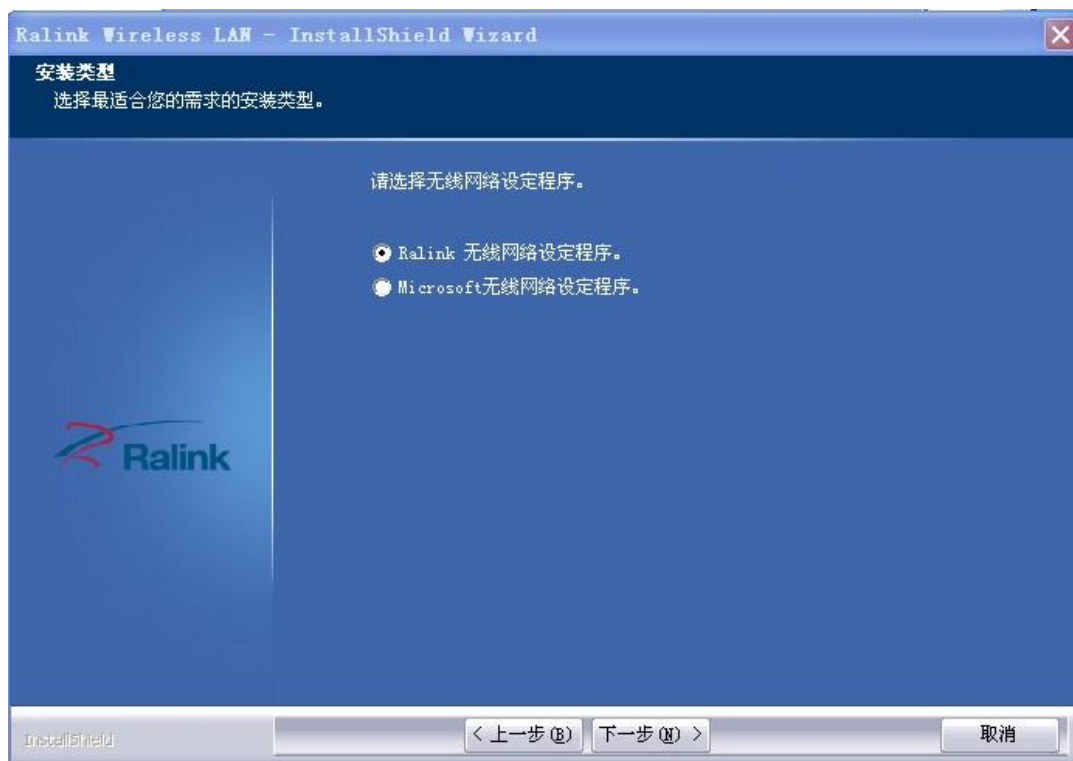 Ralink Wireless LAN - InstallShield Wizard
安装类型
选择最适合您的需求的安装类型。
请选择无线网络设定程序。
Ralink 无线网络设定程序。
Microsoft无线网络设定程序。
Ralink
InstallShield
< 上一步(B)
下一步(N) >
取消